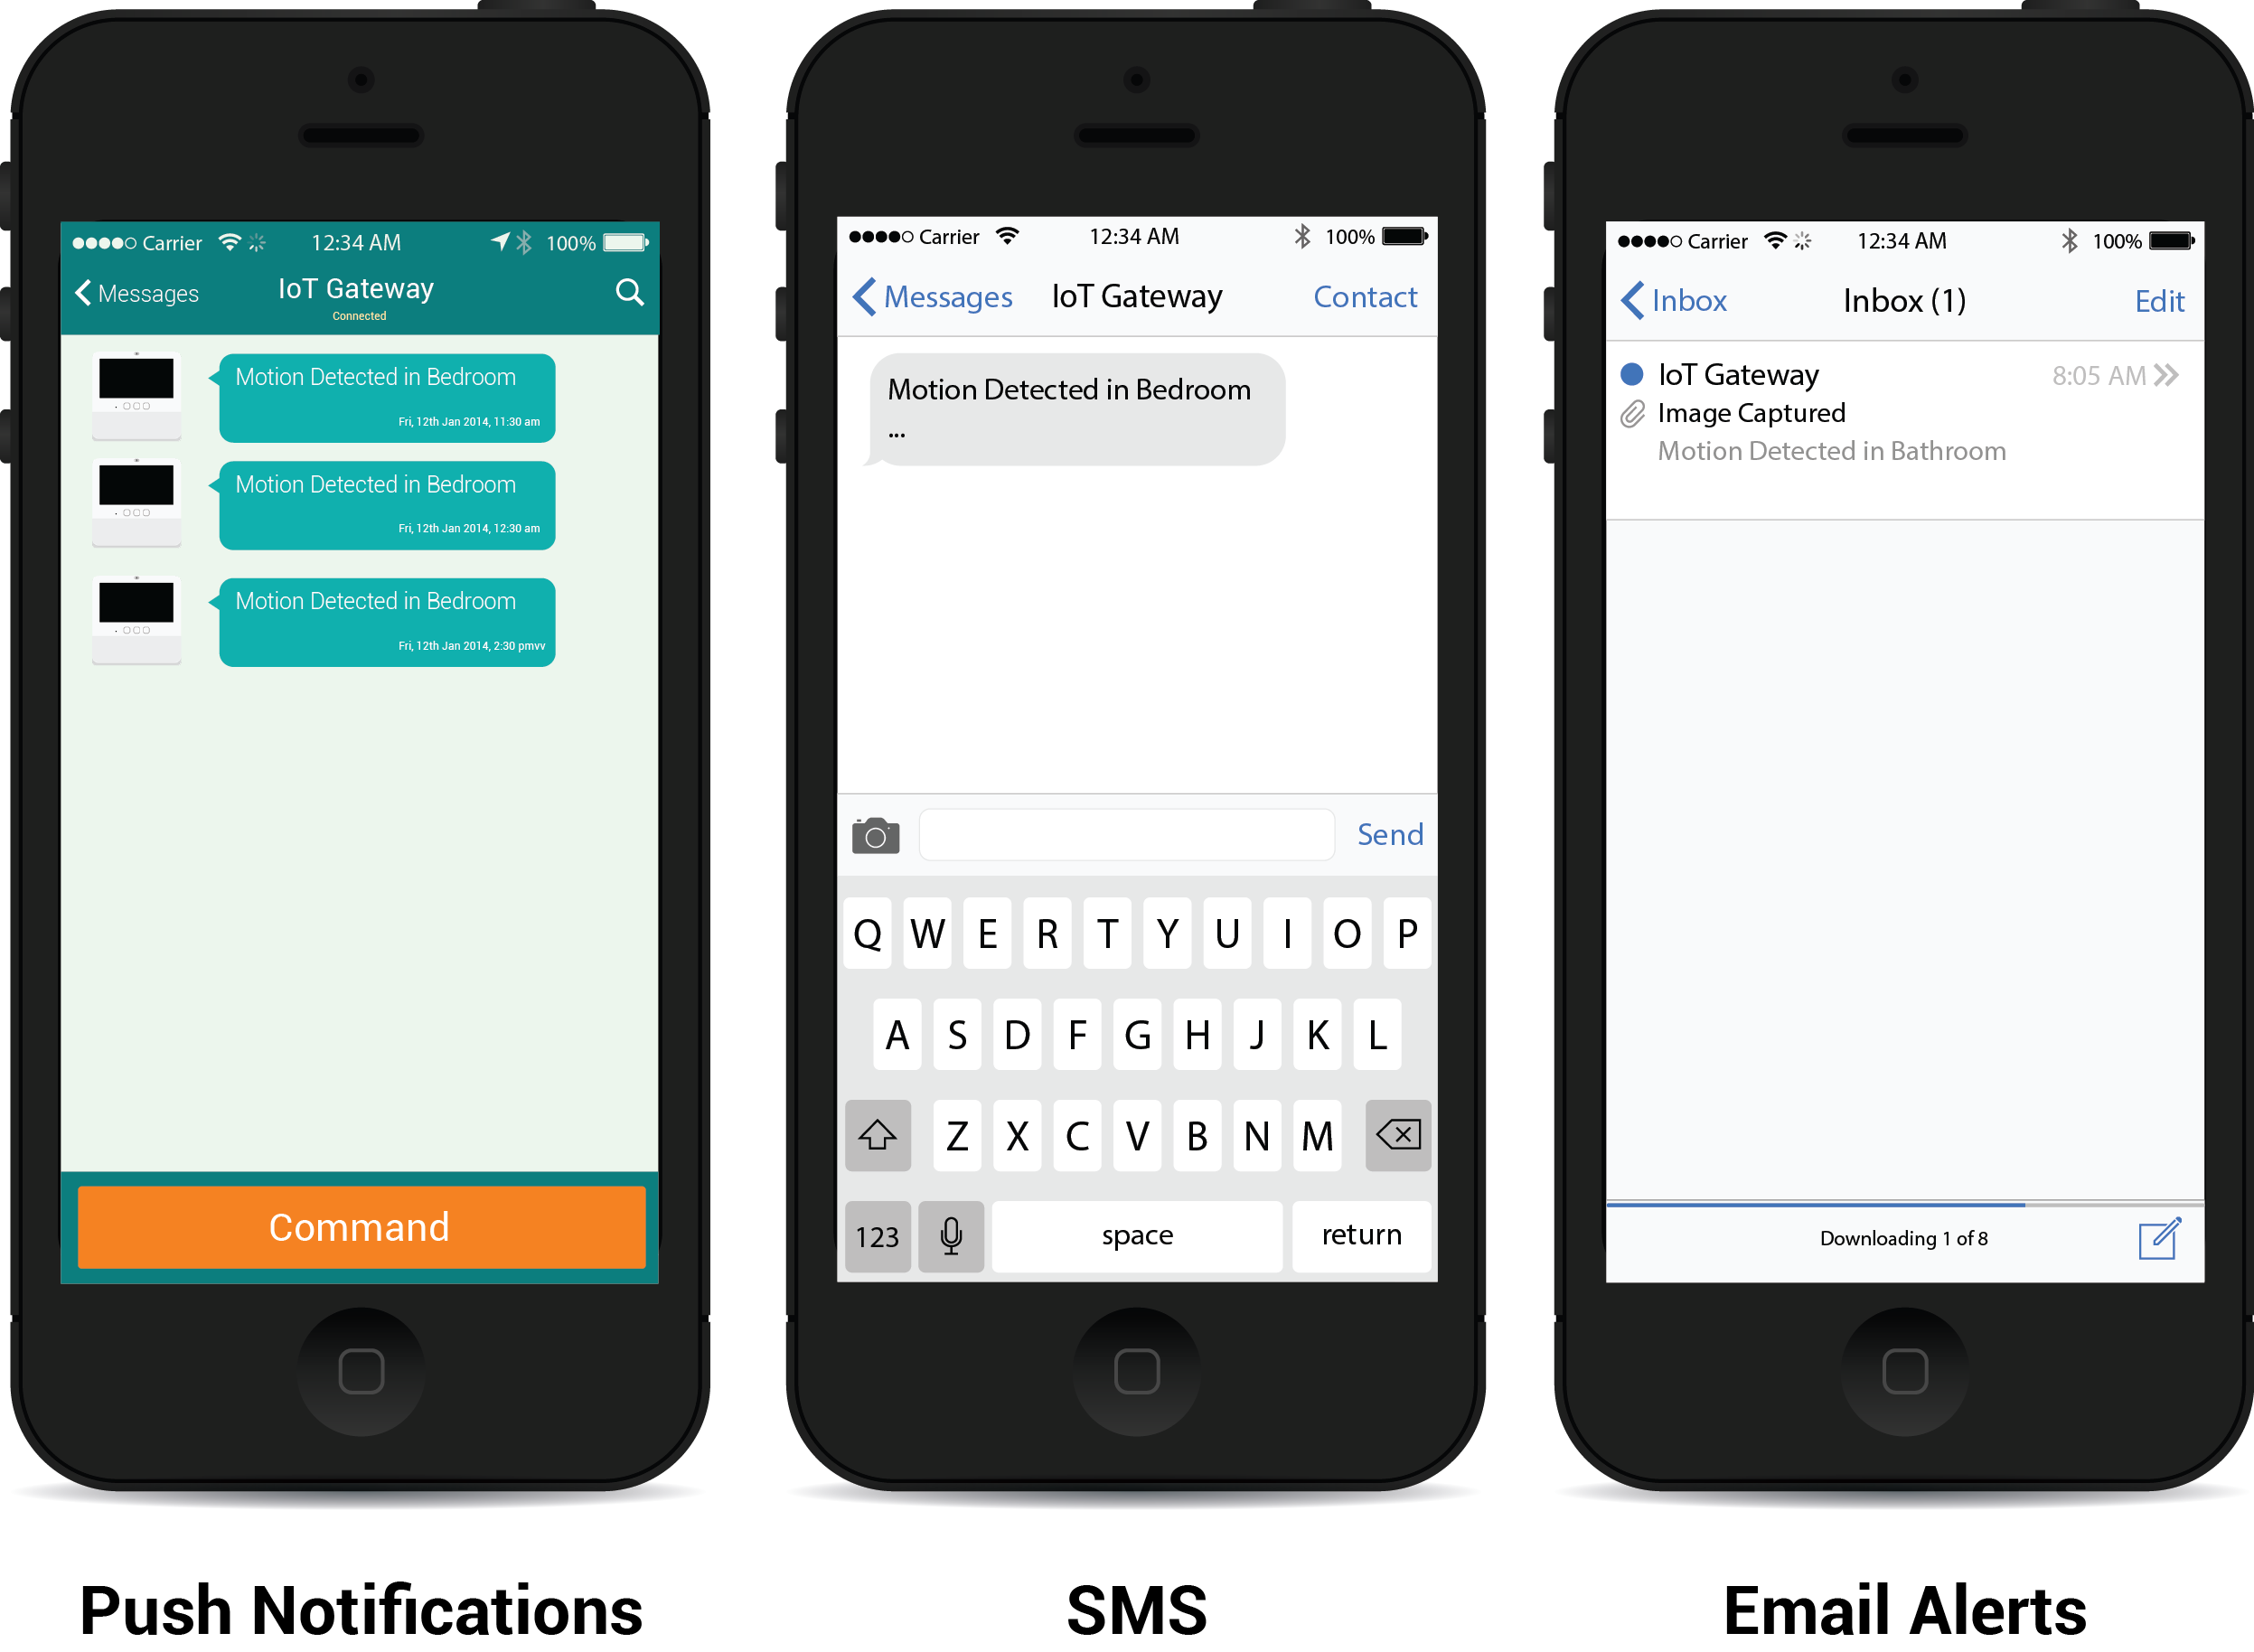 Carrier 12:34 AM 100%
Messages IoT Gateway
Connected
Motion Detected in Bedroom
Fri, 12th Jan 2014, 11:30 am
Motion Detected in Bedroom
Fri, 12th Jan 2014, 12:30 am
Motion Detected in Bedroom
Fri, 12th Jan 2014, 2:30 pmvv
Command
Push Notifications
Carrier 12:34 AM 100%
Messages IoT Gateway Contact
Motion Detected in Bedroom
...
Send
Q W E R T Y U I O P
A S D F G H J K L
Z X C V B N M
123 space return
SMS
Carrier 12:34 AM 100%
Inbox Inbox (1) Edit
IoT Gateway 8:05 AM
Image Captured
Motion Detected in Bathroom
Downloading 1 of 8
Email Alerts